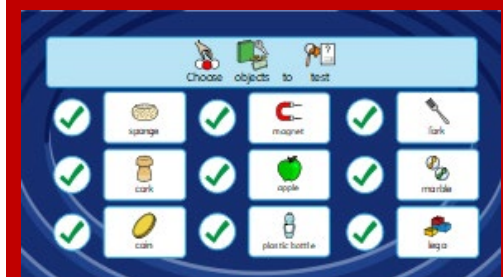 Choose objects to test
sponge magnet fork
cork apple marble
coin plastic bottle lego